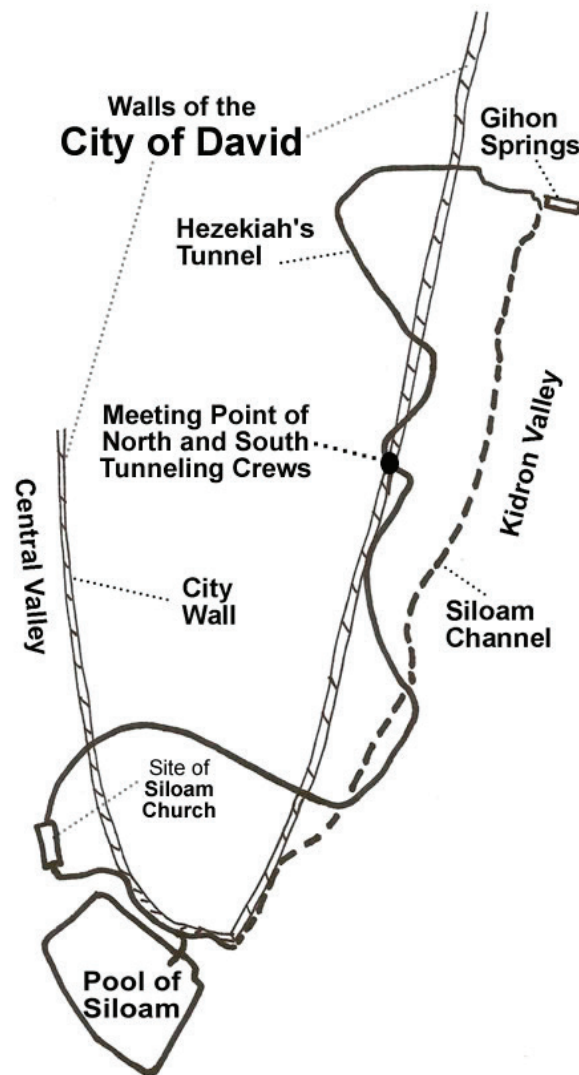 Walls of the
City of David
Gihon
Springs
Hezekiah's
Tunnel
Meeting Point of
North and South
Tunneling Crews
Central Valley
Kidron Valley
City
Wall
Siloam
Channel
Site of
Siloam
Church
Pool of
Siloam